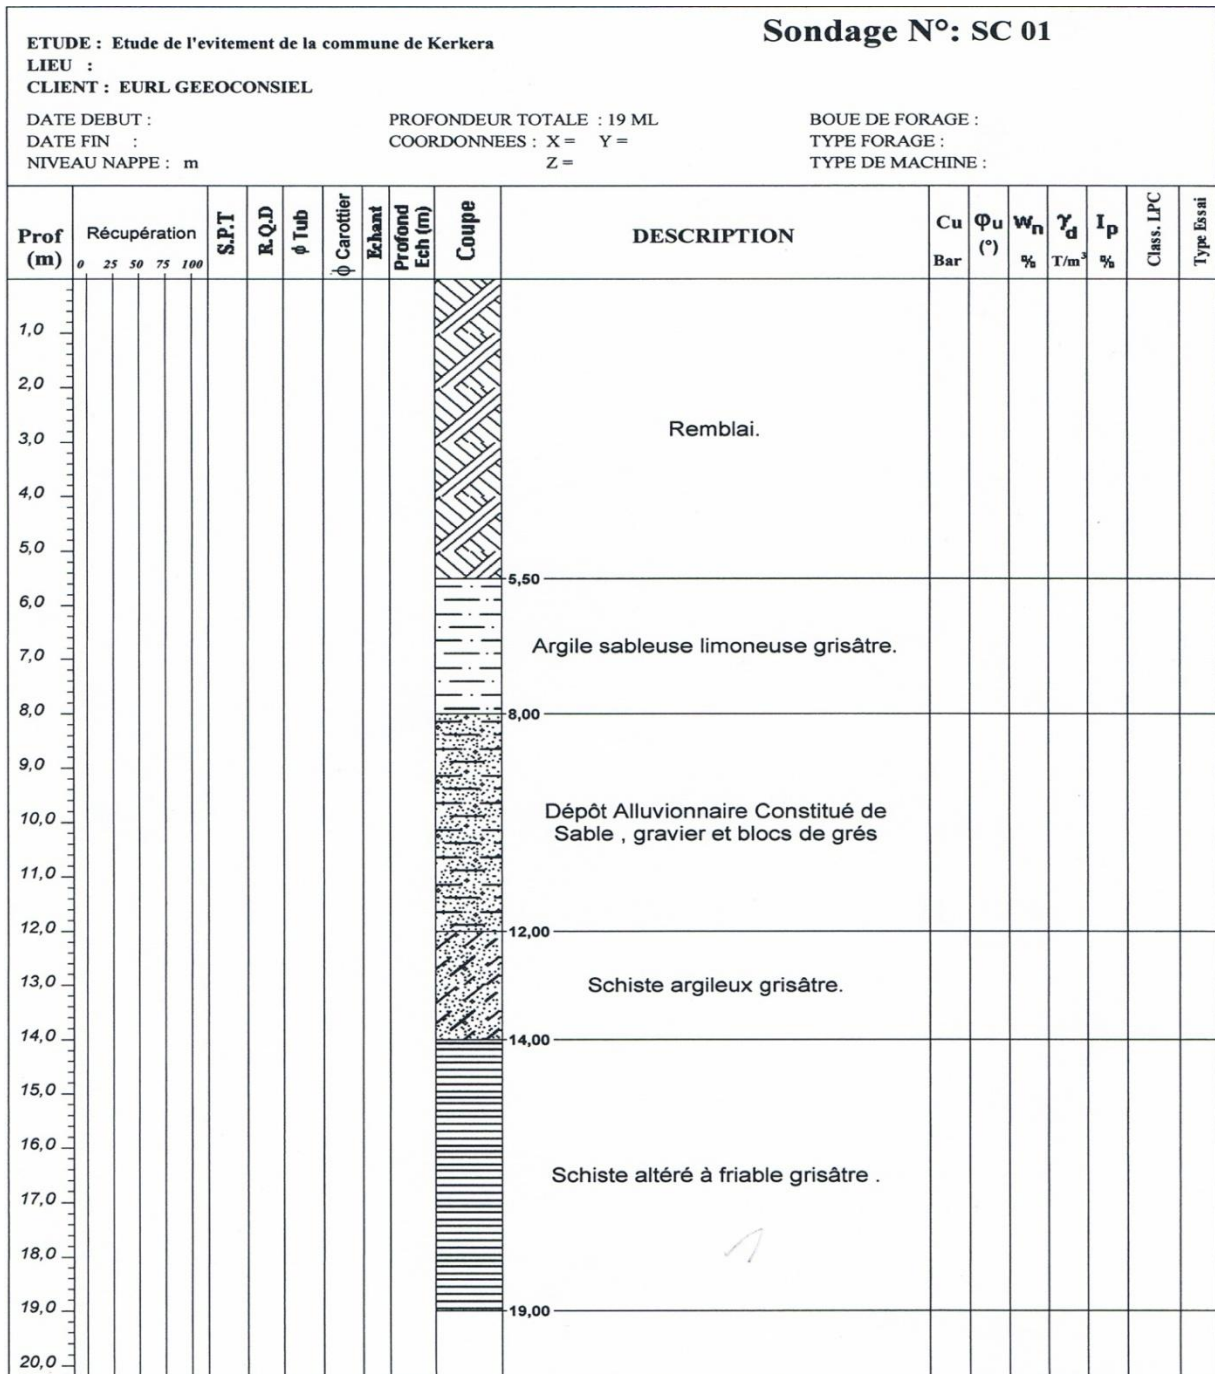 Sondage N°: SC 01
ETUDE : Etude de l'evitement de la commune de Kerkera
LIEU :
CLIENT : EURL GEEOCONSIEL
DATE DEBUT :
PROFONDEUR TOTALE : 19 ML
BOUE DE FORAGE :
DATE FIN :
COORDONNEES : X = Y =
TYPE FORAGE :
NIVEAU NAPPE : m
Z =
TYPE DE MACHINE :
Prof (m)
Récupération
0 25 50 75 100
S.P.T
R.Q.D
ϕ Tub
ϕ Carottier
Echant
Profond Ech (m)
Coupe
DESCRIPTION
Cu
Bar
φu
(°)
Wn
%
γd
T/m³
Ip
%
Class. LPC
Type Essai
1,0
2,0
3,0
Remblai.
4,0
5,0
5,50
6,0
Argile sableuse limoneuse grisâtre.
7,0
8,0
8,00
9,0
Dépôt Alluvionnaire Constitué de
10,0
Sable , gravier et blocs de grés
11,0
12,0
12,00
13,0
Schiste argileux grisâtre.
14,0
14,00
15,0
16,0
Schiste altéré à friable grisâtre .
17,0
18,0
19,0
19,00
20,0